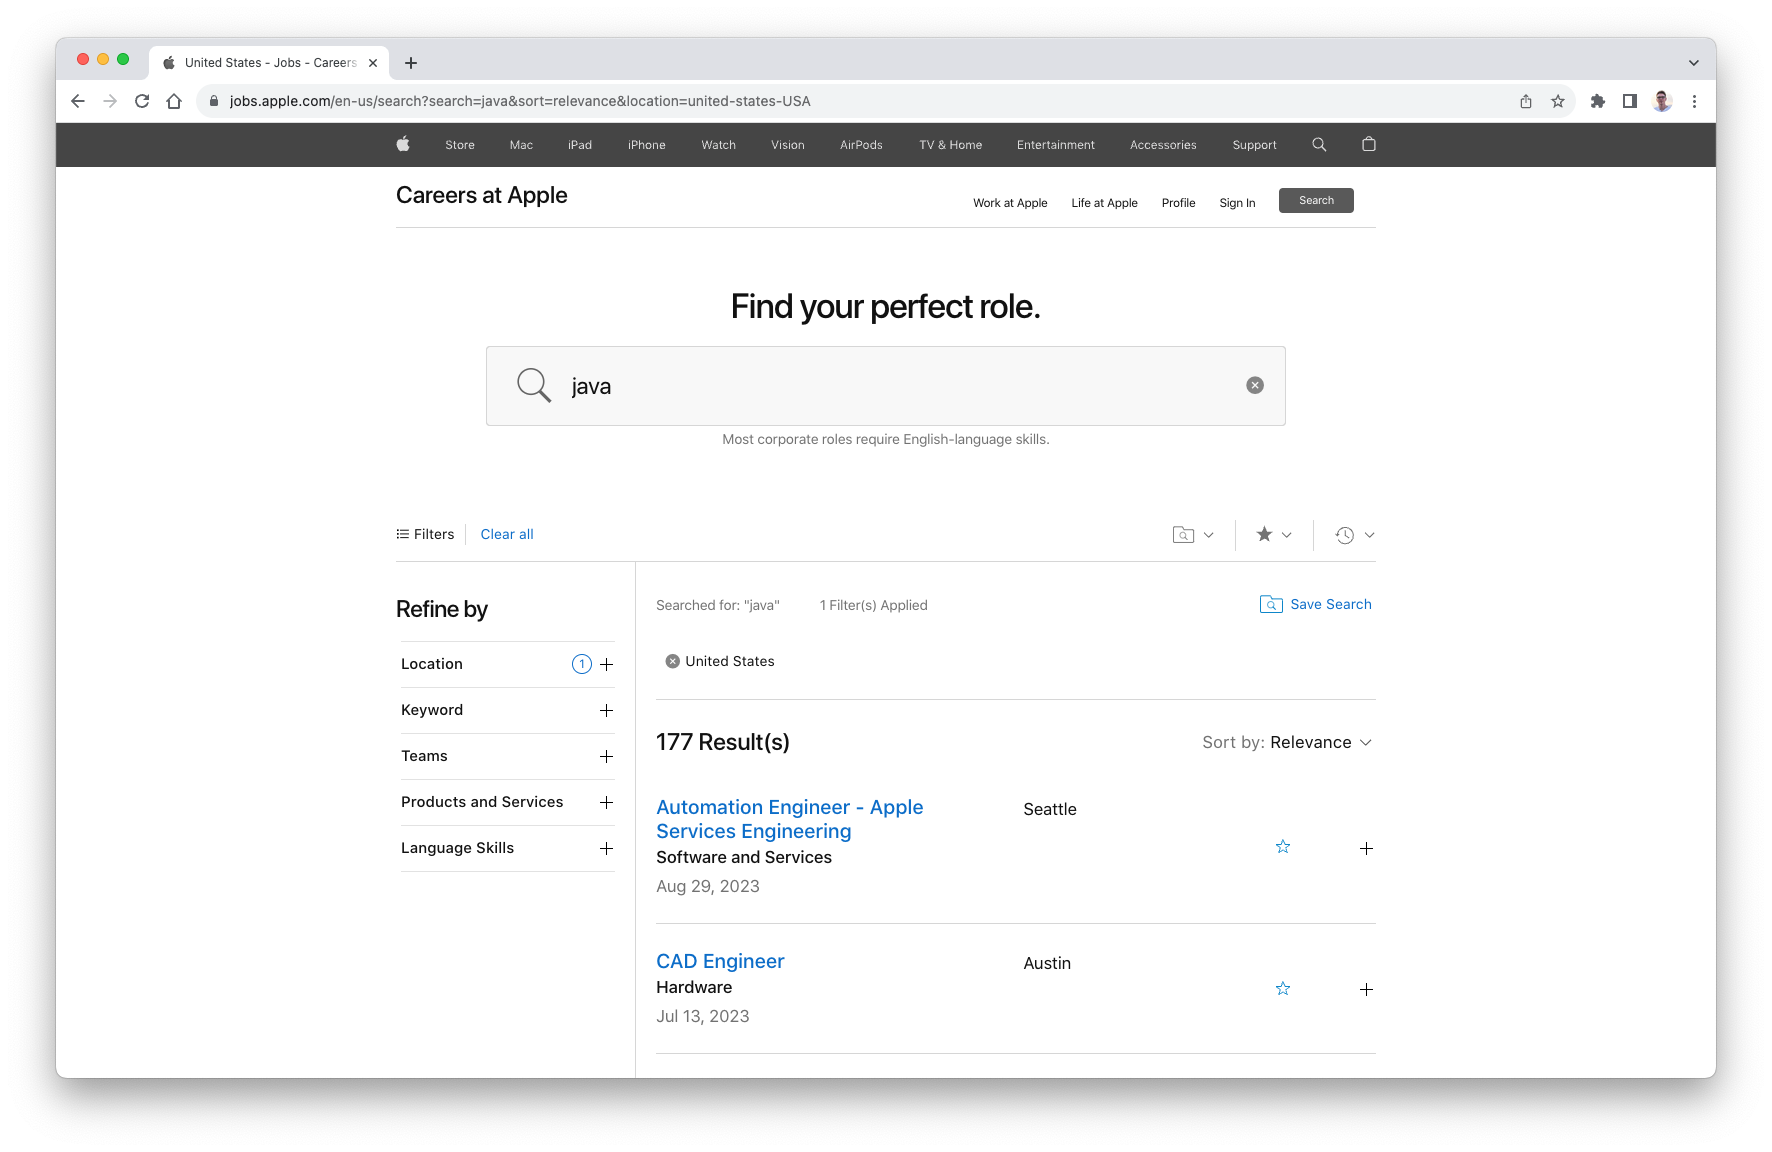 United States - Jobs - Careers
jobs.apple.com/en-us/search?search=java&sort=relevance&location=united-states-USA
Store Mac iPad iPhone Watch Vision AirPods TV & Home Entertainment Accessories Support
Careers at Apple
Work at Apple Life at Apple Profile Sign In Search
Find your perfect role.
java
Most corporate roles require English-language skills.
Filters Clear all
Refine by
Location 1
Keyword
Teams
Products and Services
Language Skills
Searched for: "java" 1 Filter(s) Applied Save Search
United States
177 Result(s) Sort by: Relevance
Automation Engineer - Apple
Services Engineering
Seattle
Software and Services
Aug 29, 2023
CAD Engineer
Austin
Hardware
Jul 13, 2023